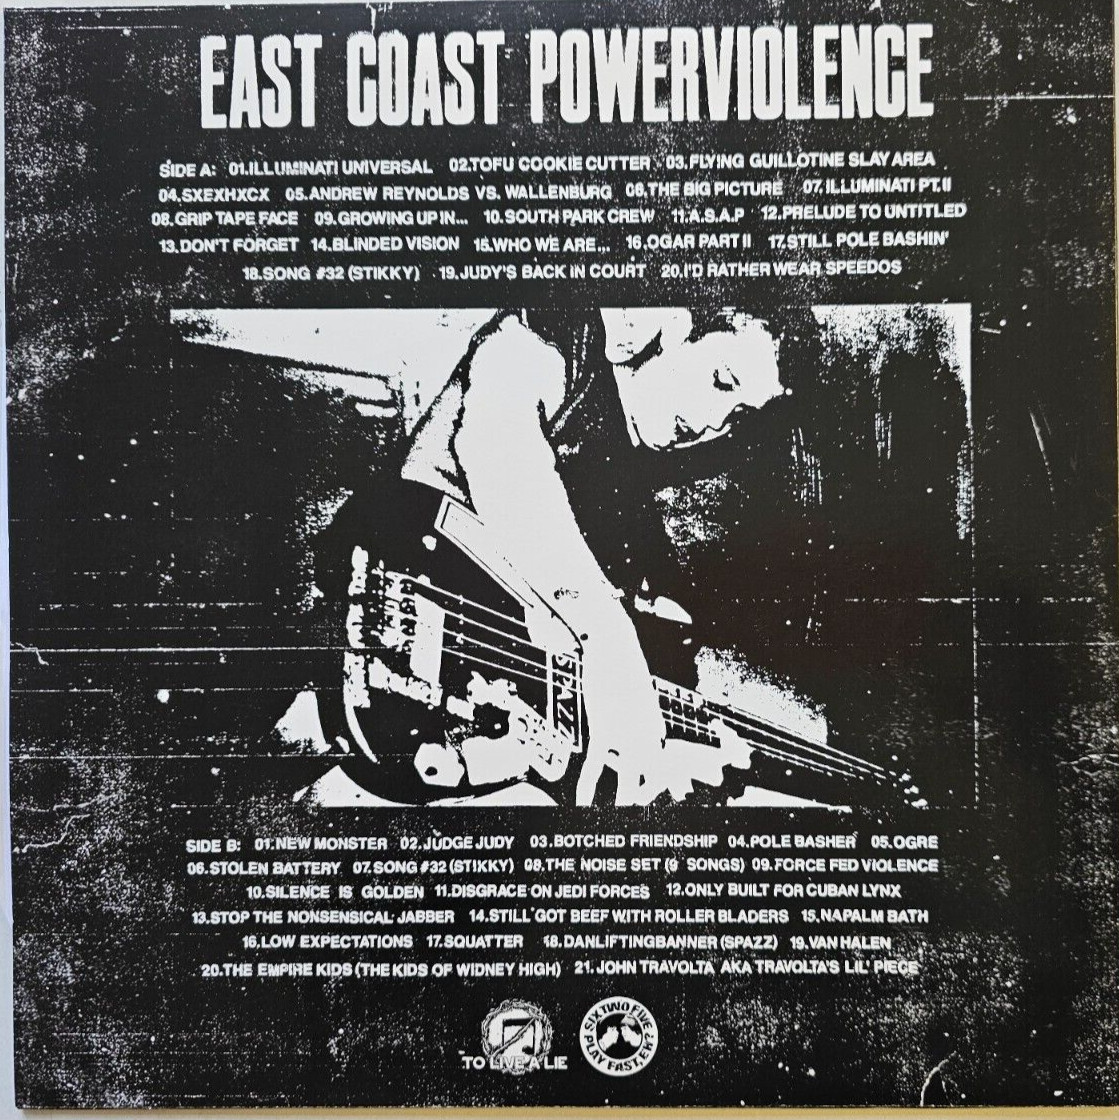 EAST COAST POWERVIOLENCE
SIDE A: 01.ILLUMINATI UNIVERSAL 02.TOFU COOKIE CUTTER 03.FLYING GUILLOTINE SLAY AREA
04.SXEXHXCX 05.ANDREW REYNOLDS VS. WALLENBURG 06.THE BIG PICTURE 07.ILLUMINATI PT.II
08.GRIP TAPE FACE 09.GROWING UP IN... 10.SOUTH PARK CREW 11.A.S.A.P 12.PRELUDE TO UNTITLED
13.DON'T FORGET 14.BLINDED VISION 15.WHO WE ARE... 16.OGAR PART II 17.STILL POLE BASHIN'
18.SONG #32 (STIKKY) 19.JUDY'S BACK IN COURT 20.I'D RATHER WEAR SPEEDOS
SPAZZ
SIDE B: 01.NEW MONSTER 02.JUDGE JUDY 03.BOTCHED FRIENDSHIP 04.POLE BASHER 05.OGRE
06.STOLEN BATTERY 07.SONG #32 (STIKKY) 08.THE NOISE SET (9 SONGS) 09.FORCE FED VIOLENCE
10.SILENCE IS GOLDEN 11.DISGRACE ON JEDI FORCES 12.ONLY BUILT FOR CUBAN LYNX
13.STOP THE NONSENSICAL JABBER 14.STILL GOT BEEF WITH ROLLER BLADERS 15.NAPALM BATH
16.LOW EXPECTATIONS 17.SQUATTER 18.DANLIFTINGBANNER (SPAZZ) 19.VAN HALEN
20.THE EMPIRE KIDS (THE KIDS OF WIDNEY HIGH) 21.JOHN TRAVOLTA AKA TRAVOLTA'S LIL' PIECE
TO LIVE A LIE
SIX TWO FIVE
PLAY FAST, EH?